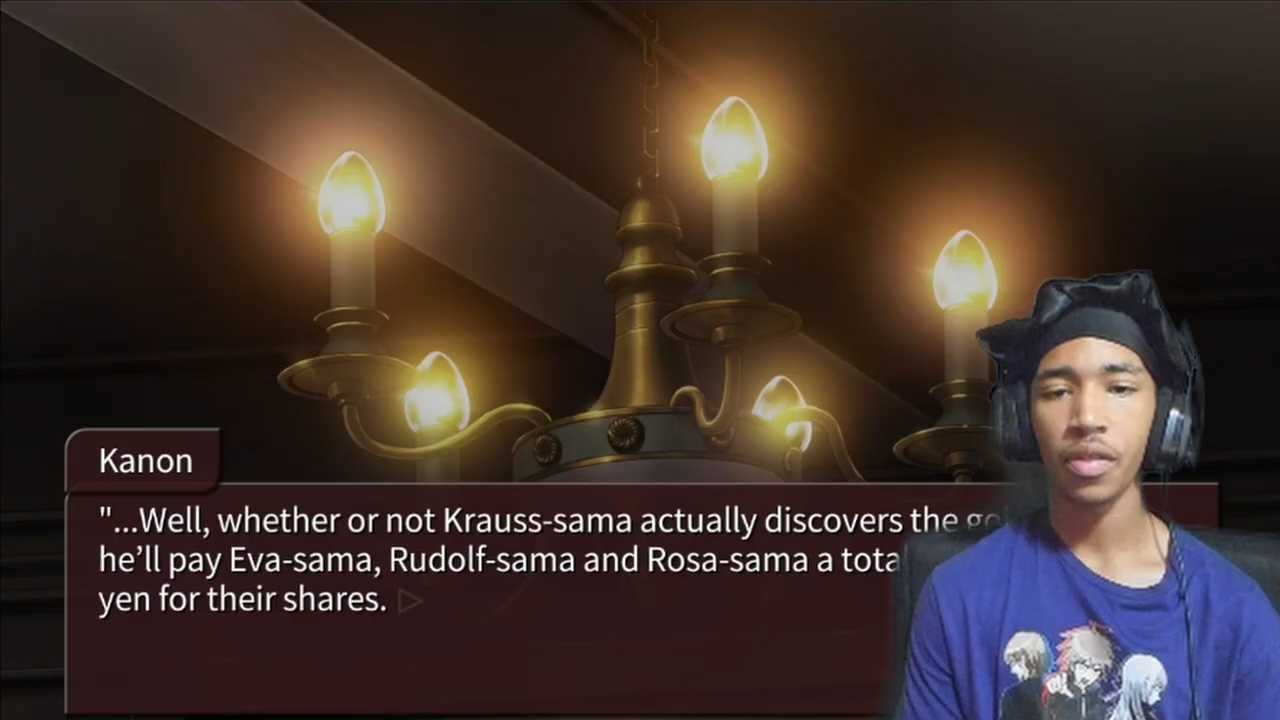 Kanon
"...Well, whether or not Krauss-sama actually discovers the
he’ll pay Eva-sama, Rudolf-sama and Rosa-sama a
yen for their shares.